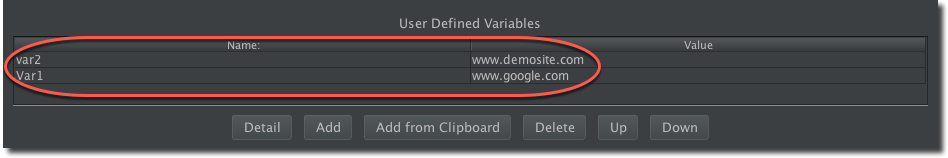 User Defined Variables
Name: Value
var2 www.demosite.com
Var1 www.google.com
Detail Add Add from Clipboard Delete Up Down